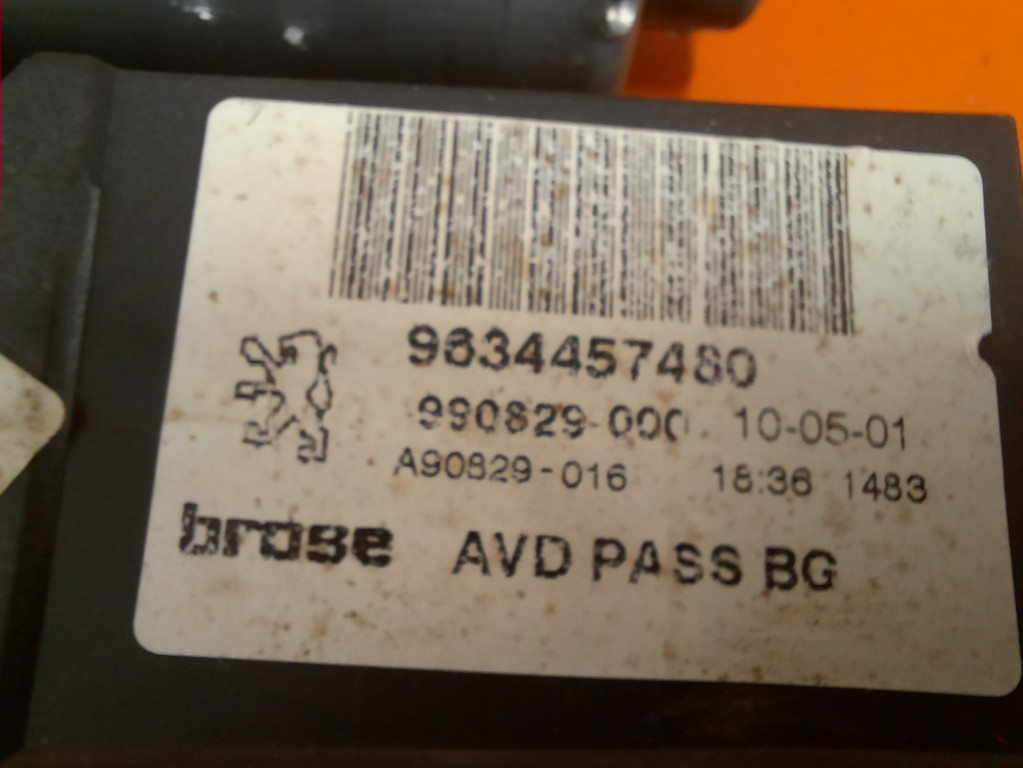 9634457480
990829-000 10-05-01
A90829-016 18:36 1483
brose AVD PASS BG